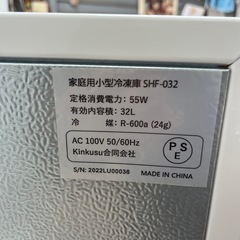 家庭用小型冷凍庫 SHF-032
定格消費電力：55W
有効内容積：32L
冷　　媒：R-600a (24g)
AC 100V 50/60Hz
Kinkusu合同会社
P S
E
S/N: 2022LU00036
MADE IN CHINA